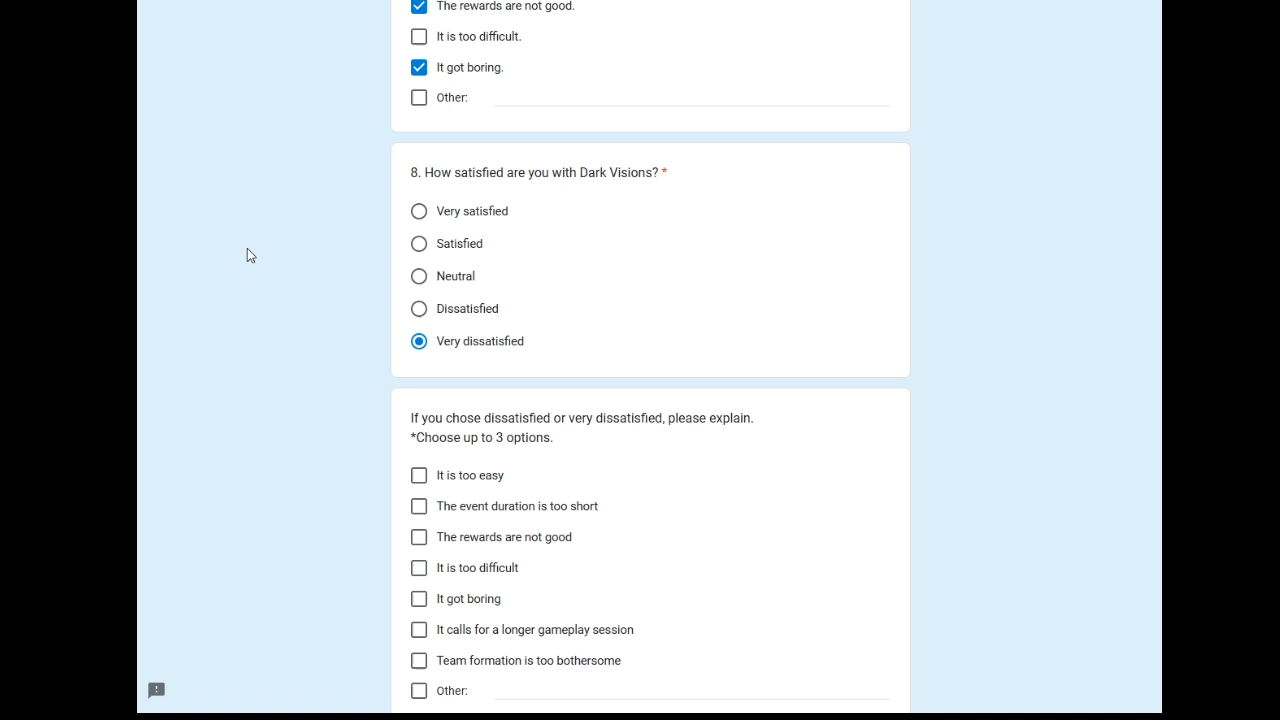 The rewards are not good.
It is too difficult.
It got boring.
Other:
8. How satisfied are you with Dark Visions? *
Very satisfied
Satisfied
Neutral
Dissatisfied
Very dissatisfied
If you chose dissatisfied or very dissatisfied, please explain.
*Choose up to 3 options.
It is too easy
The event duration is too short
The rewards are not good
It is too difficult
It got boring
It calls for a longer gameplay session
Team formation is too bothersome
Other: